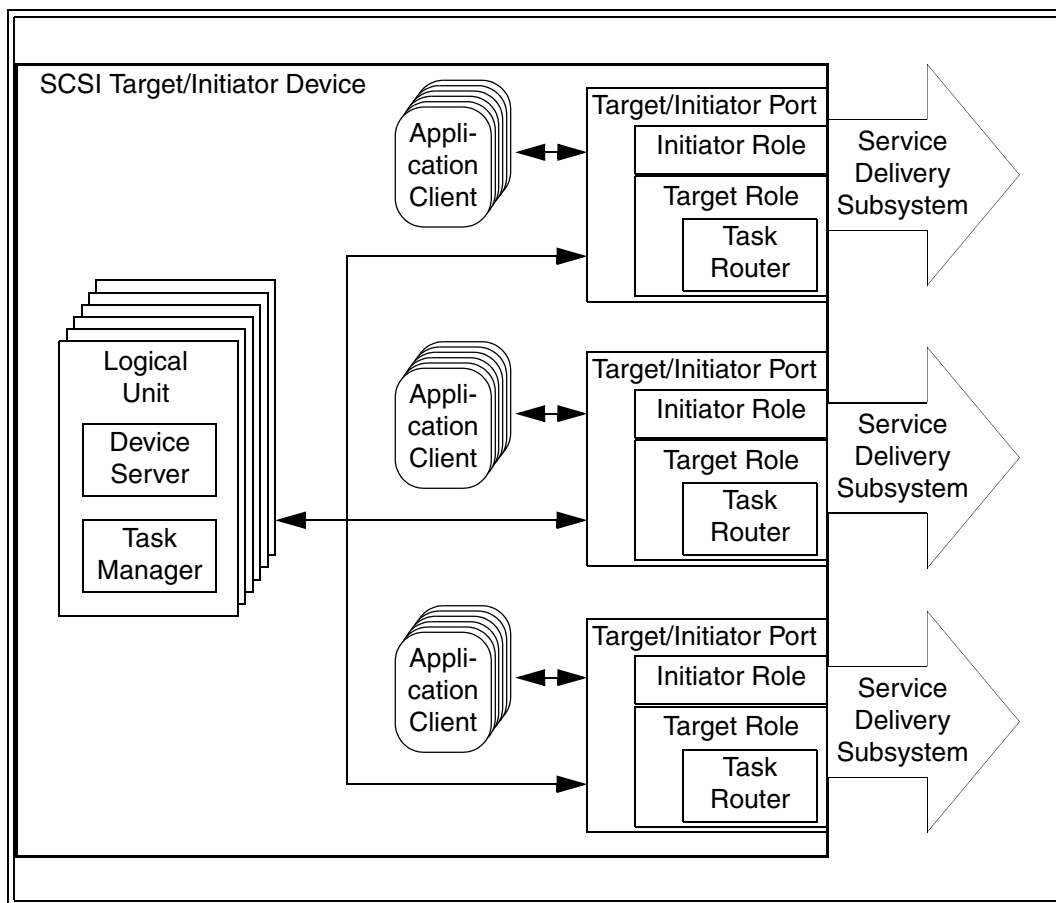 SCSI Target/Initiator Device
Appli-
cation
Client
Target/Initiator Port
Initiator Role
Target Role
Task
Router
Service
Delivery
Subsystem
Logical
Unit
Device
Server
Task
Manager
Appli-
cation
Client
Target/Initiator Port
Initiator Role
Target Role
Task
Router
Service
Delivery
Subsystem
Appli-
cation
Client
Target/Initiator Port
Initiator Role
Target Role
Task
Router
Service
Delivery
Subsystem